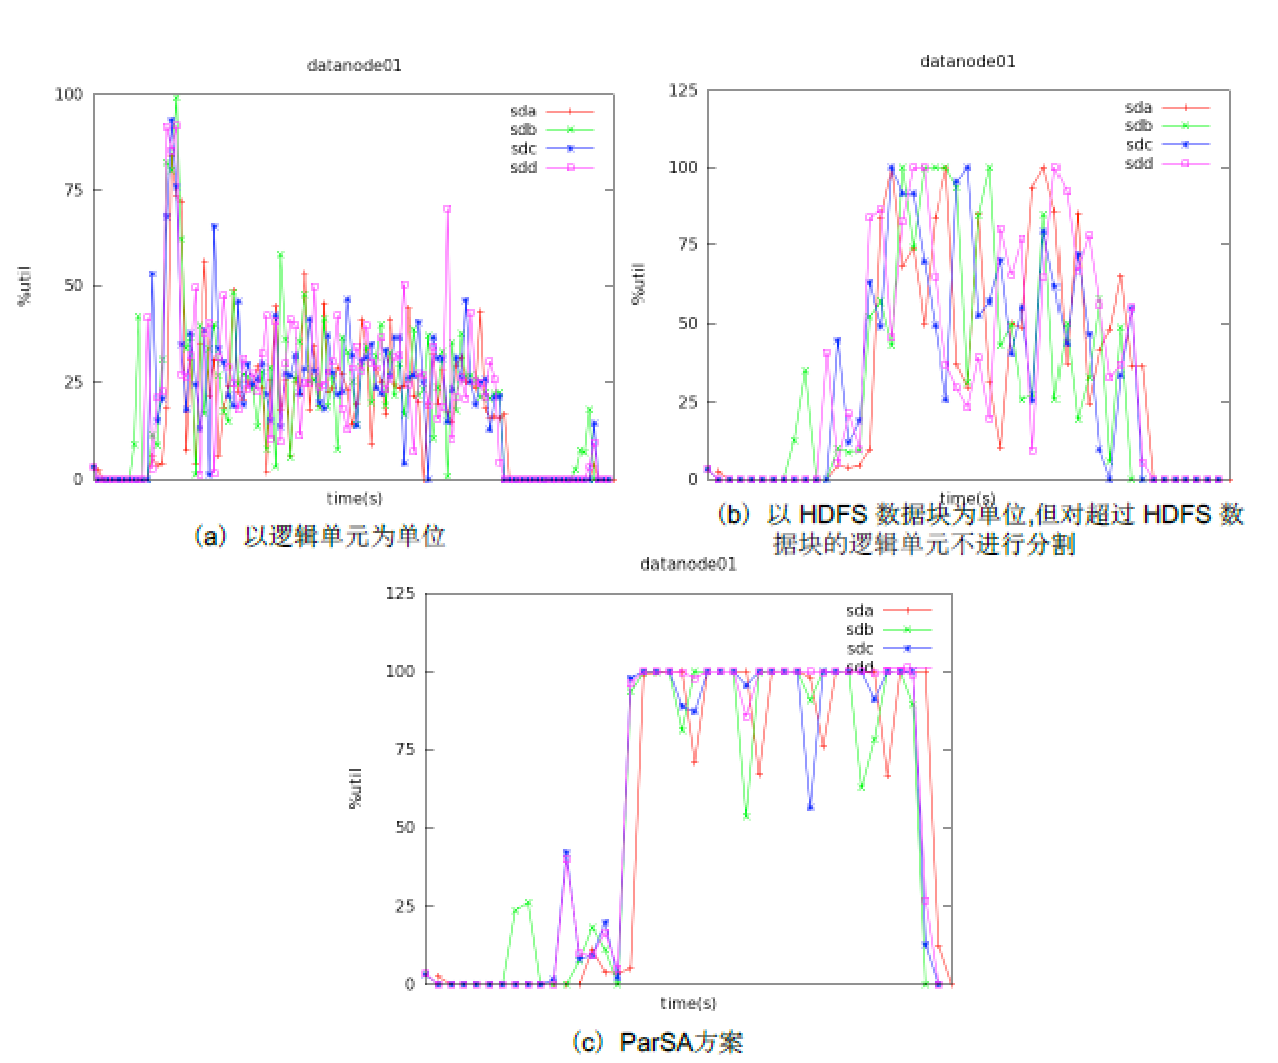 datanode01
100
75
50
25
0
%util
sda
sdb
sdc
sdd
time(s)
(a) 以逻辑单元为单位
datanode01
125
100
75
50
25
0
%util
sda
sdb
sdc
sdd
time(s)
(b) 以 HDFS 数据块为单位,但对超过 HDFS 数
据块的逻辑单元不进行分割
datanode01
125
100
75
50
25
0
%util
sda
sdb
sdc
sdd
time(s)
(c) ParSA方案